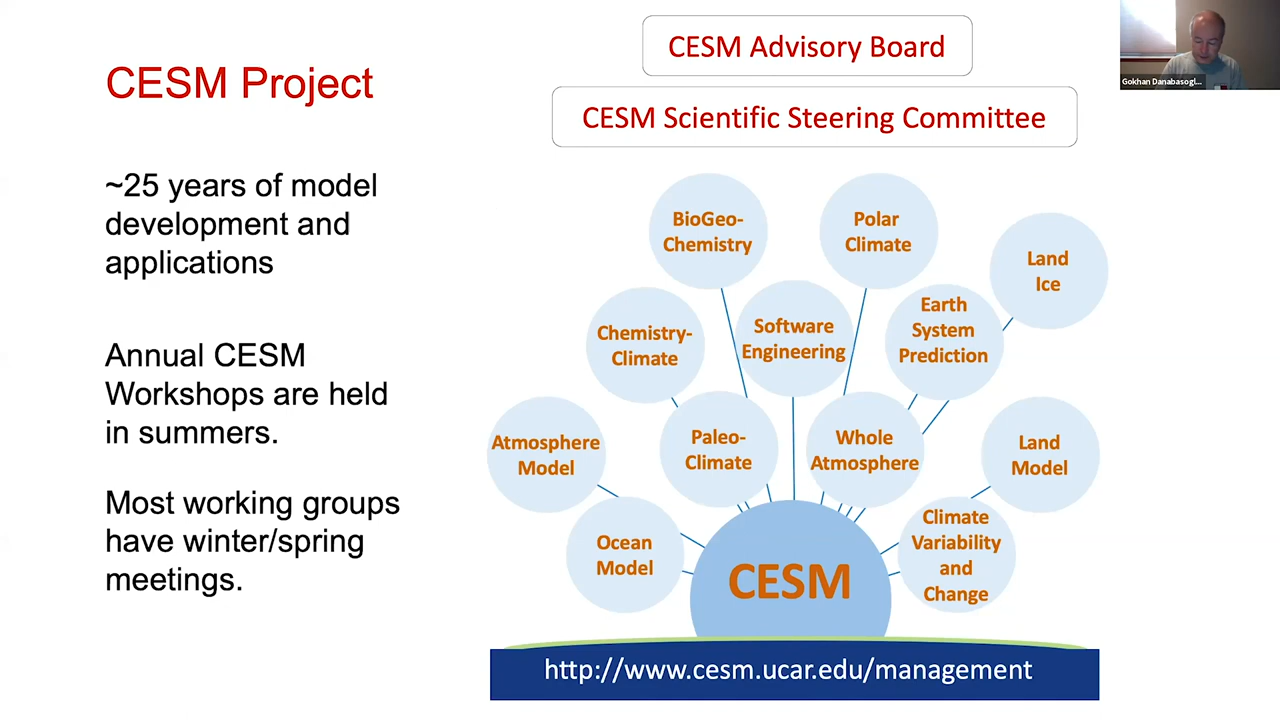 CESM Advisory Board
CESM Project
CESM Scientific Steering Committee
Gokhan Danabasogl...
~25 years of model
development and
applications
Annual CESM
Workshops are held
in summers.
Most working groups
have winter/spring
meetings.
BioGeo-
Chemistry
Polar
Climate
Land
Ice
Chemistry-
Climate
Software
Engineering
Earth
System
Prediction
Atmosphere
Model
Paleo-
Climate
Whole
Atmosphere
Land
Model
Ocean
Model
Climate
Variability
and
Change
CESM
http://www.cesm.ucar.edu/management